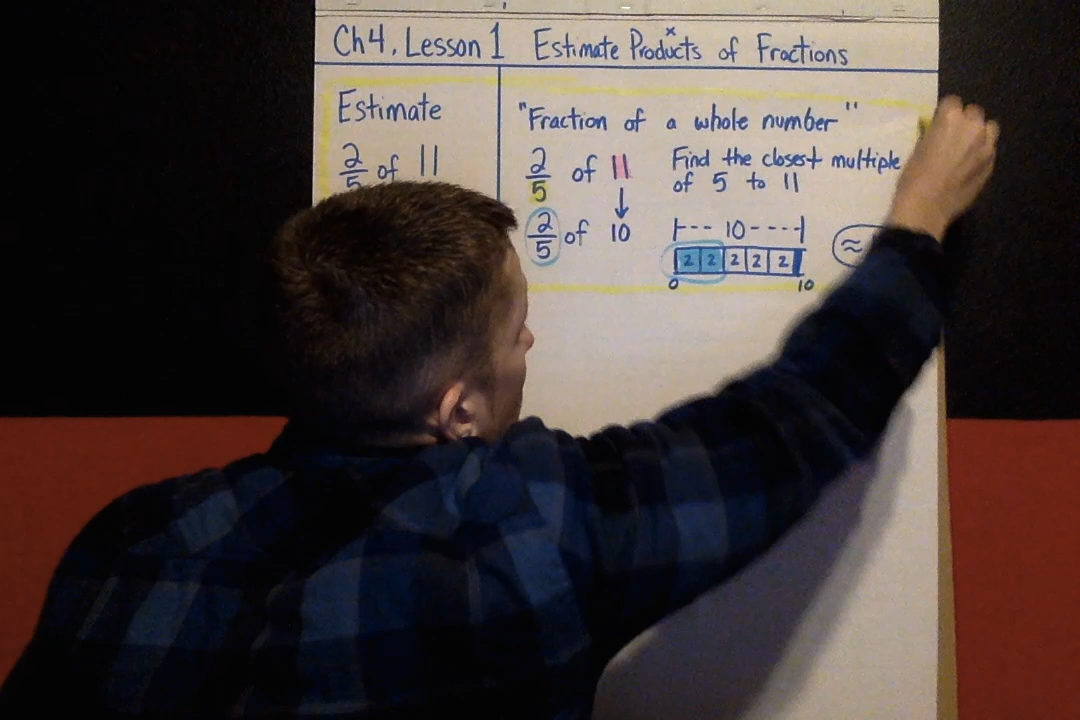 Ch4. Lesson 1 Estimate Products of Fractions
x
Estimate
2/5 of 11
"Fraction of a whole number"
2/5 of 11
Find the closest multiple
of 5 to 11
2/5 of 10
10
2 2 2 2 2
0 10
≈